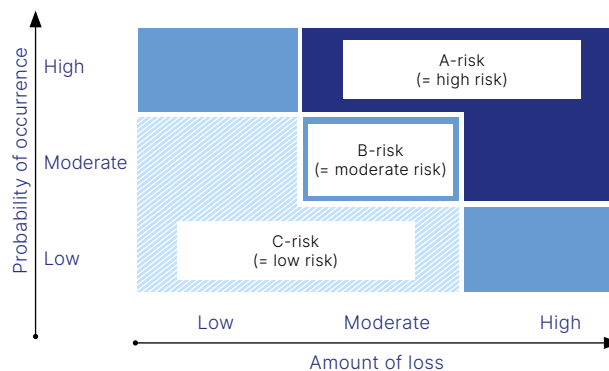 Probability of occurrence
High
A-risk
(= high risk)
Moderate
B-risk
(= moderate risk)
Low
C-risk
(= low risk)
Low
Moderate
High
Amount of loss